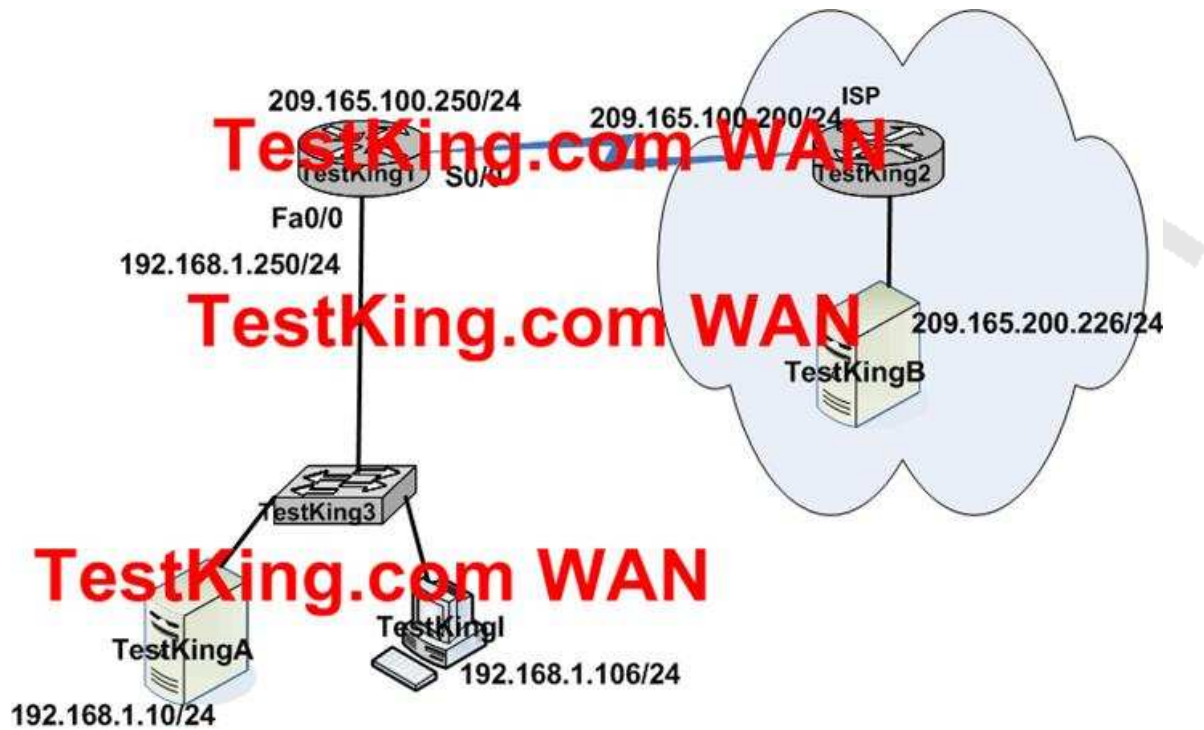 209.165.100.250/24
209.165.100.200/24
ISP
TestKing.com WAN
TestKing1
S0/0
TestKing2
Fa0/0
192.168.1.250/24
TestKing.com WAN
209.165.200.226/24
TestKingB
TestKing3
TestKing.com WAN
TestKingA
TestKingI
192.168.1.106/24
192.168.1.10/24